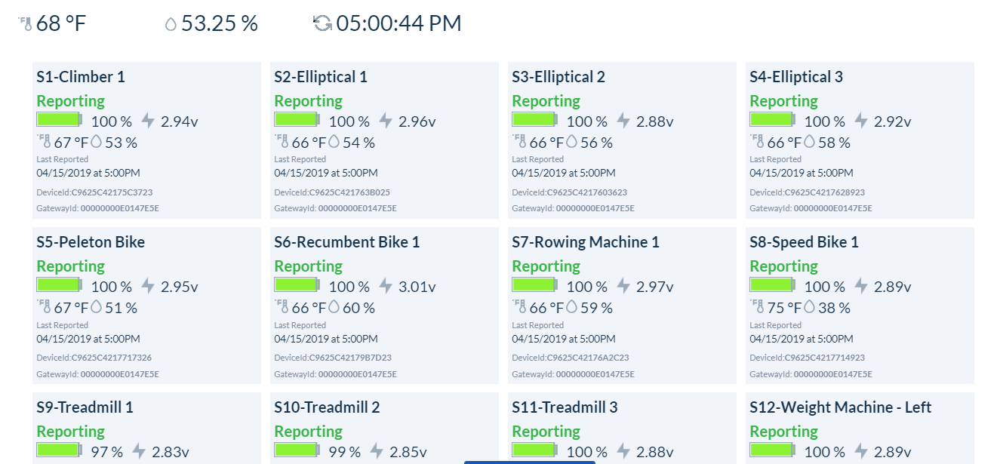 °F 68 °F 53.25 % 05:00:44 PM
S1-Climber 1
Reporting
100 % 2.94v
°F 67 °F 53 %
Last Reported
04/15/2019 at 5:00PM
DeviceId:C9625C42175C3723
GatewayId: 00000000E0147E5E
S2-Elliptical 1
Reporting
100 % 2.96v
°F 66 °F 54 %
Last Reported
04/15/2019 at 5:00PM
DeviceId:C9625C421763B025
GatewayId: 00000000E0147E5E
S3-Elliptical 2
Reporting
100 % 2.88v
°F 66 °F 56 %
Last Reported
04/15/2019 at 5:00PM
DeviceId:C9625C4217603623
GatewayId: 00000000E0147E5E
S4-Elliptical 3
Reporting
100 % 2.92v
°F 66 °F 58 %
Last Reported
04/15/2019 at 5:00PM
DeviceId:C9625C4217628923
GatewayId: 00000000E0147E5E
S5-Peleton Bike
Reporting
100 % 2.95v
°F 67 °F 51 %
Last Reported
04/15/2019 at 5:00PM
DeviceId:C9625C4217717326
GatewayId: 00000000E0147E5E
S6-Recumbent Bike 1
Reporting
100 % 3.01v
°F 66 °F 60 %
Last Reported
04/15/2019 at 5:00PM
DeviceId:C9625C42179B7D23
GatewayId: 00000000E0147E5E
S7-Rowing Machine 1
Reporting
100 % 2.97v
°F 66 °F 59 %
Last Reported
04/15/2019 at 5:00PM
DeviceId:C9625C42176A2C23
GatewayId: 00000000E0147E5E
S8-Speed Bike 1
Reporting
100 % 2.89v
°F 75 °F 38 %
Last Reported
04/15/2019 at 5:00PM
DeviceId:C9625C4217714923
GatewayId: 00000000E0147E5E
S9-Treadmill 1
Reporting
97 % 2.83v
S10-Treadmill 2
Reporting
99 % 2.85v
S11-Treadmill 3
Reporting
100 % 2.88v
S12-Weight Machine - Left
Reporting
100 % 2.89v